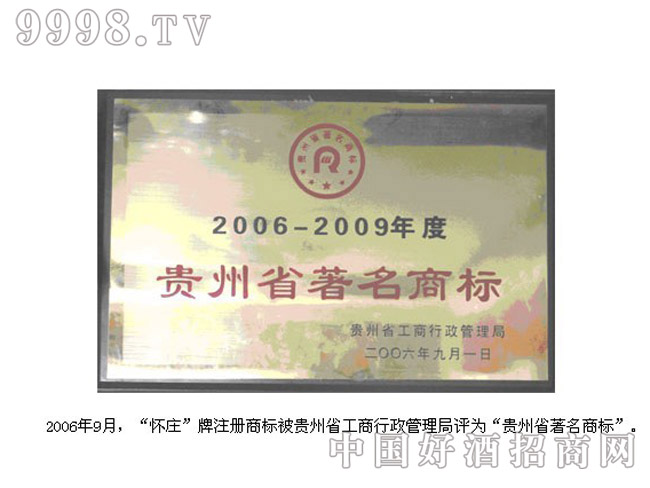 9998.TV
贵州省著名商标
R
2006-2009年度
贵州省著名商标
贵州省工商行政管理局
二〇〇六年九月一日
2006年9月，“怀庄”牌注册商标被贵州省工商行政管理局评为“贵州省著名商标”。
中国好酒招商网